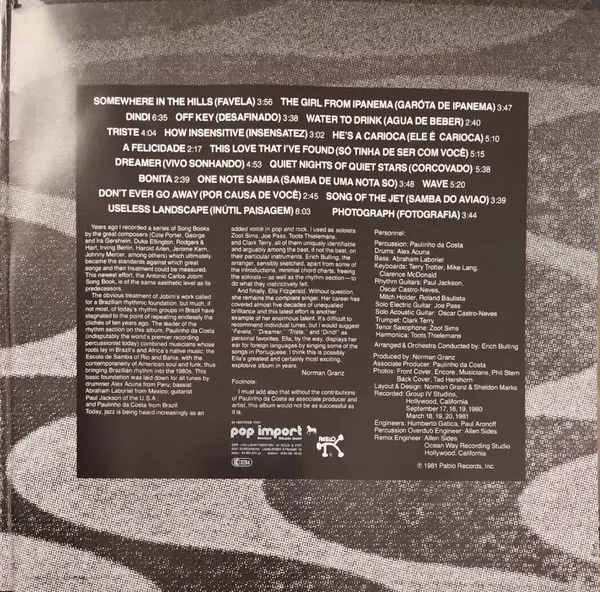 SOMEWHERE IN THE HILLS (FAVELA) 3:56 THE GIRL FROM IPANEMA (GARÓTA DE IPANEMA) 3:47
DINDI 6:35 OFF KEY (DESAFINADO) 3:38 WATER TO DRINK (AGUA DE BEBER) 2:40
TRISTE 4:04 HOW INSENSITIVE (INSENSATEZ) 3:02 HE'S A CARIOCA (ELE É CARIOCA) 5:10
A FELICIDADE 2:17 THIS LOVE THAT I'VE FOUND (SÓ TINHA DE SER COM VOCÊ) 5:15
DREAMER (VIVO SONHANDO) 4:53 QUIET NIGHTS OF QUIET STARS (CORCOVADO) 5:38
BONITA 2:39 ONE NOTE SAMBA (SAMBA DE UMA NOTA SO) 3:48 WAVE 5:20
DON'T EVER GO AWAY (POR CAUSA DE VOCÊ) 2:45 SONG OF THE JET (SAMBA DO AVIAO) 3:39
USELESS LANDSCAPE (INÚTIL PAISAGEM) 8:03 PHOTOGRAPH (FOTOGRAFIA) 3:44
Years ago I recorded a series of Song Books
by the great composers (Cole Porter, George
and Ira Gershwin, Duke Ellington, Rodgers &
Hart, Irving Berlin, Harold Arlen, Jerome Kern,
Johnny Mercer, among others) which ultimately
became the standards against which great
songs and their treatment could be measured.
This newest effort, the Antonio Carlos Jobim
Song Book, is of the same aesthetic level as its
predecessors.
The obvious treatment of Jobim's work called
for a Brazilian rhythmic foundation, but much, if
not most, of today's rhythm groups in Brazil have
stagnated to the point of repeating endlessly the
cliches of ten years ago. The leader of the
rhythm section on this album, Paulinho da Costa
(indisputably the world's premier recording
percussionist today) combined musicians whose
roots lay in Brazil's and Africa's native music: the
Escola de Samba of Rio and Bahia, with the
contemporaneity of American soul and funk, thus
bringing Brazilian rhythm into the 1980s. This
basic foundation was laid down for all tunes by
drummer Alex Acuna from Peru; bassist
Abraham Laboriel from Mexico; guitarist
Paul Jackson of the U.S.A.
and Paulinho da Costa from Brazil.
Today, jazz is being heard increasingly as an
added voice in pop and rock. I used as soloists
Zoot Sims, Joe Pass, Toots Thielemans,
and Clark Terry, all of them uniquely identifiable
and arguably among the best, if not the best, on
their particular instruments. Erich Bulling, the
arranger, sensibly sketched, apart from some of
the introductions, minimal chord charts, freeing
the soloists — as well as the rhythm section — to
do what they instinctively felt.
And finally, Ella Fitzgerald. Without question,
she remains the complete singer. Her career has
covered almost five decades of unequalled
brilliance and this latest effort is another
example of her enormous talent. It's difficult to
recommend individual tunes, but I would suggest
"Favela," "Dreamer," "Triste," and "Dindi" as
personal favorites. Ella, by the way, displays her
ear for foreign languages by singing some of the
songs in Portuguese. I think this is possibly
Ella's greatest and certainly most exciting,
explosive album in years.
Norman Granz
Footnote:
I must add also that without the contributions
of Paulinho da Costa as associate producer and
artist, this album would not be as successful as
it is.
Personnel:
Percussion: Paulinho da Costa
Drums: Alex Acuna
Bass: Abraham Laboriel
Keyboards: Terry Trotter, Mike Lang,
Clarence McDonald
Rhythm Guitars: Paul Jackson,
Oscar Castro-Neves,
Mitch Holder, Roland Bautista
Solo Electric Guitar: Joe Pass
Solo Acoustic Guitar: Oscar Castro-Neves
Trumpet: Clark Terry
Tenor Saxophone: Zoot Sims
Harmonica: Toots Thielemans
Arranged & Orchestra Conducted by: Erich Bulling
Produced by: Norman Granz
Associate Producer: Paulinho da Costa
Photos: Front Cover, Encore; Musicians, Phil Stern
Back Cover, Tad Hershorn
Layout & Design: Norman Granz & Sheldon Marks
Recorded: Group IV Studios,
Hollywood, California
September 17, 18, 19, 1980
March 18, 19, 20, 1981
Engineers: Humberto Gatica, Paul Aronoff
Percussion Overdub Engineer: Allen Sides
Remix Engineer: Allen Sides
Ocean Way Recording Studio
Hollywood, California
℗ 1981 Pablo Records, Inc.
IM VERTRIEB VON:
pop import
PABLO